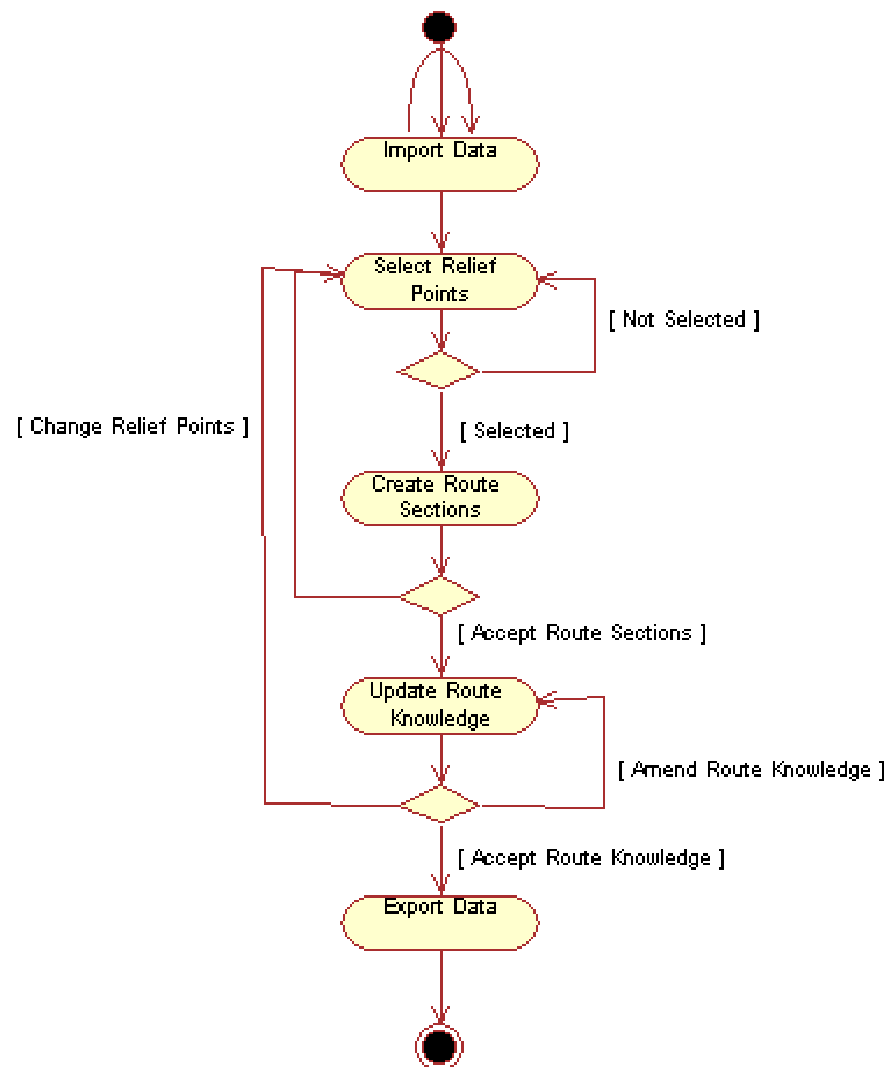 Import Data
Select Relief
Points
[ Not Selected ]
[ Change Relief Points ]
[ Selected ]
Create Route
Sections
[ Accept Route Sections ]
Update Route
Knowledge
[ Amend Route Knowledge ]
[ Accept Route Knowledge ]
Export Data